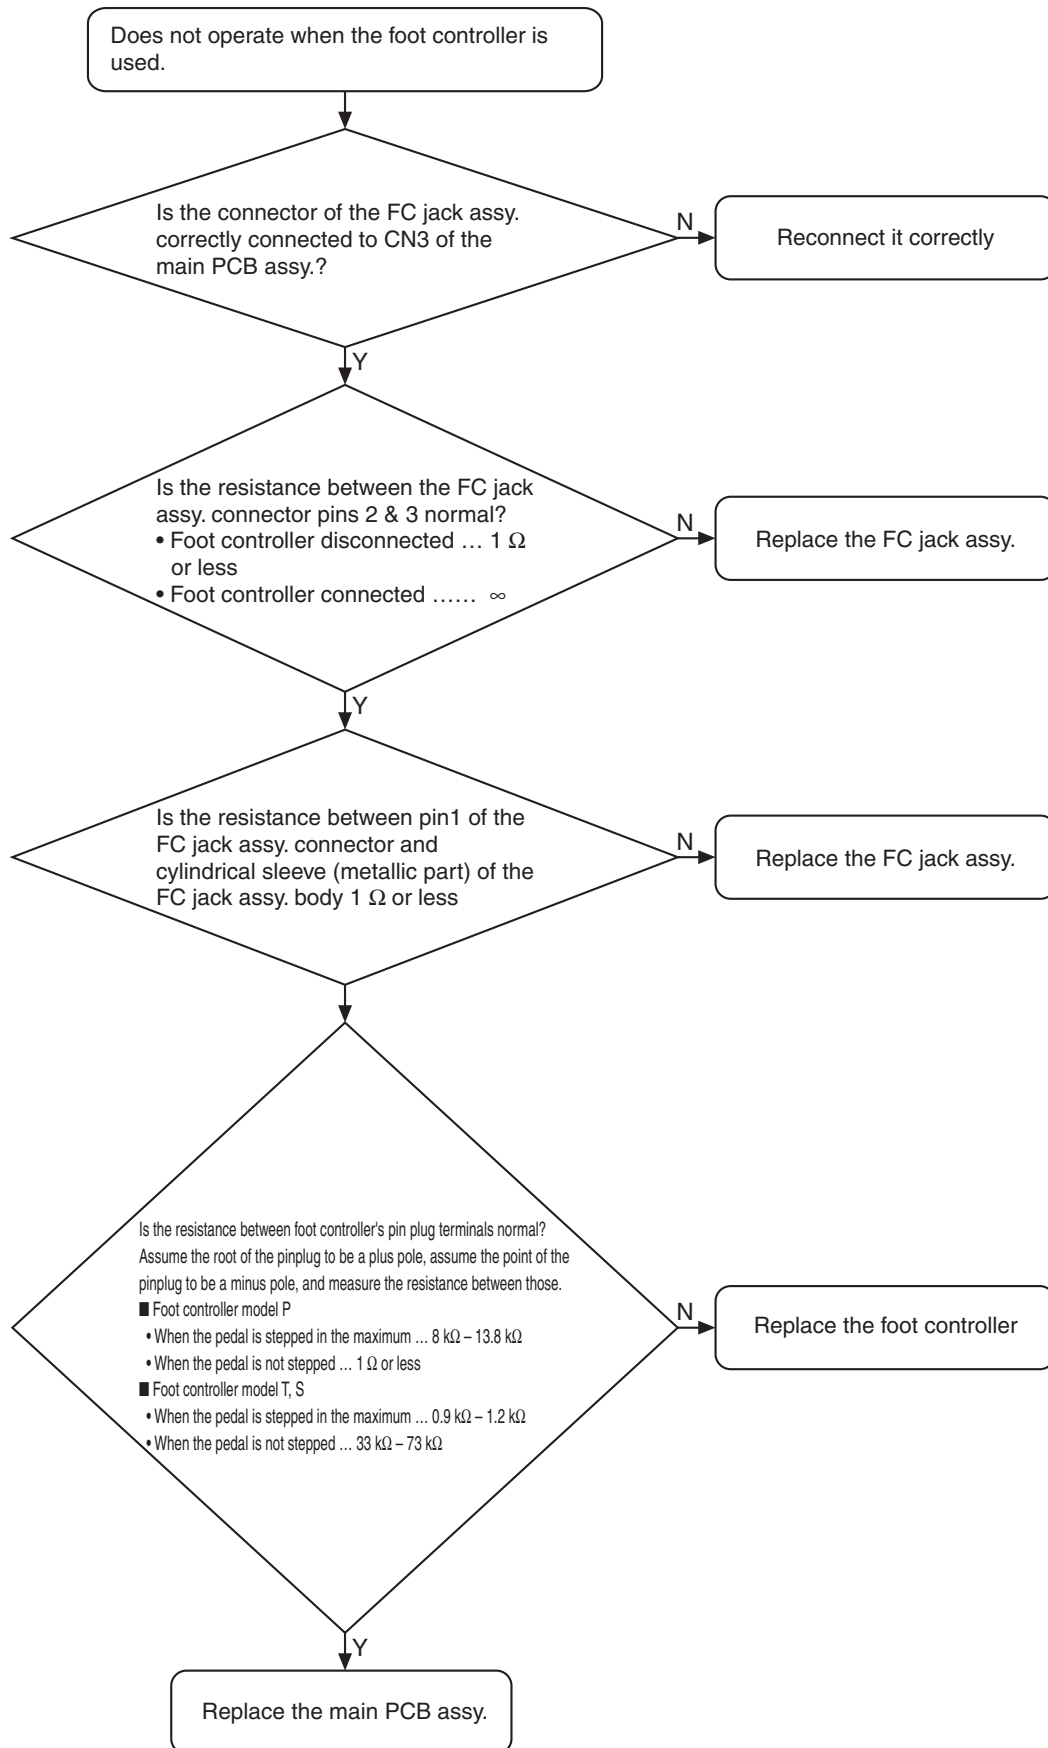 Does not operate when the foot controller is
used.
Is the connector of the FC jack assy.
correctly connected to CN3 of the
main PCB assy.?
N
Reconnect it correctly
Y
Is the resistance between the FC jack
assy. connector pins 2 & 3 normal?
• Foot controller disconnected … 1 Ω
or less
• Foot controller connected …… ∞
N
Replace the FC jack assy.
Y
Is the resistance between pin1 of the
FC jack assy. connector and
cylindrical sleeve (metallic part) of the
FC jack assy. body 1 Ω or less
N
Replace the FC jack assy.
Is the resistance between foot controller's pin plug terminals normal?
Assume the root of the pinplug to be a plus pole, assume the point of the
pinplug to be a minus pole, and measure the resistance between those.
■ Foot controller model P
• When the pedal is stepped in the maximum … 8 kΩ – 13.8 kΩ
• When the pedal is not stepped … 1 Ω or less
■ Foot controller model T, S
• When the pedal is stepped in the maximum … 0.9 kΩ – 1.2 kΩ
• When the pedal is not stepped … 33 kΩ – 73 kΩ
N
Replace the foot controller
Y
Replace the main PCB assy.